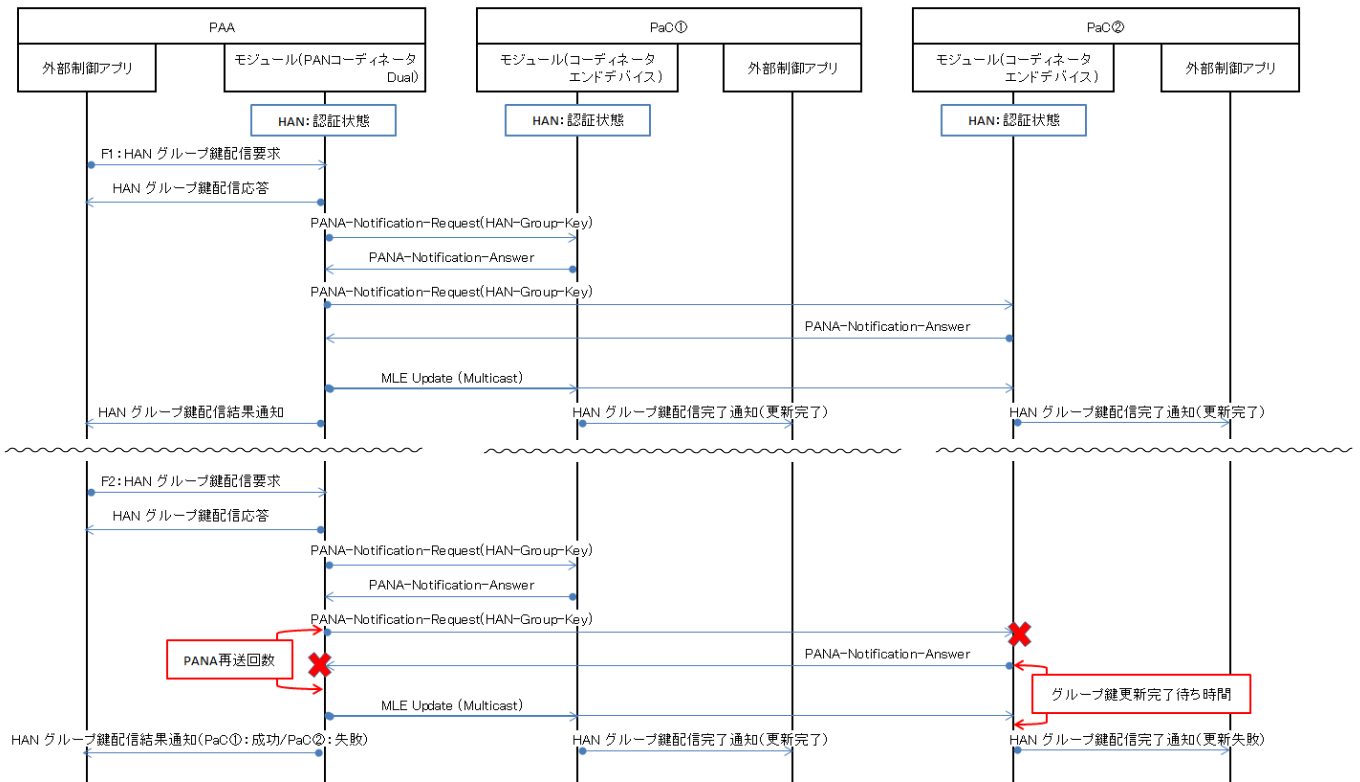 PAA
PaC①
PaC②
外部制御アプリ
モジュール(PANコーディネータ
Dual)
モジュール(コーディネータ
エンドデバイス)
外部制御アプリ
モジュール(コーディネータ
エンドデバイス)
外部制御アプリ
HAN:認証状態
HAN:認証状態
HAN:認証状態
F1:HAN グループ鍵配信要求
HAN グループ鍵配信応答
PANA-Notification-Request(HAN-Group-Key)
PANA-Notification-Answer
PANA-Notification-Request(HAN-Group-Key)
PANA-Notification-Answer
MLE Update (Multicast)
HAN グループ鍵配信結果通知
HAN グループ鍵配信完了通知(更新完了)
HAN グループ鍵配信完了通知(更新完了)
F2:HAN グループ鍵配信要求
HAN グループ鍵配信応答
PANA-Notification-Request(HAN-Group-Key)
PANA-Notification-Answer
PANA-Notification-Request(HAN-Group-Key)
PANA再送回数
PANA-Notification-Answer
グループ鍵更新完了待ち時間
MLE Update (Multicast)
HAN グループ鍵配信結果通知(PaC①:成功/PaC②:失敗)
HAN グループ鍵配信完了通知(更新完了)
HAN グループ鍵配信完了通知(更新失敗)